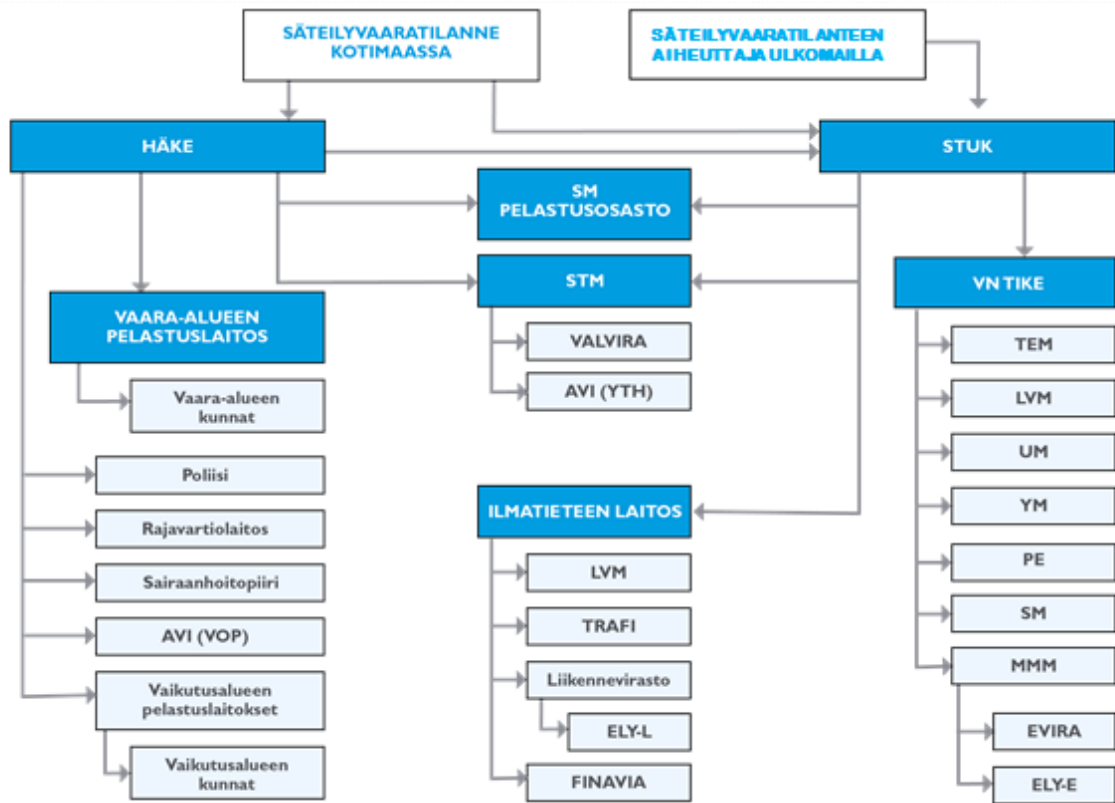 SÄTEILYVAARATILANNE
KOTIMAASSA
SÄTEILYVAARATILANTEEN
AIHEUTTAJA ULKOMAILLA
HÄKE
STUK
SM
PELASTUSOSASTO
STM
VALVIRA
AVI (YTH)
VN TIKE
VAARA-ALUEEN
PELASTUSLAITOS
Vaara-alueen
kunnat
Poliisi
Rajavartiolaitos
Sairaanhoitopiiri
AVI (VOP)
Vaikutusalueen
pelastuslaitokset
Vaikutusalueen
kunnat
ILMATIETEEN LAITOS
LVM
TRAFI
Liikennevirasto
ELY-L
FINAVIA
TEM
LVM
UM
YM
PE
SM
MMM
EVIRA
ELY-E